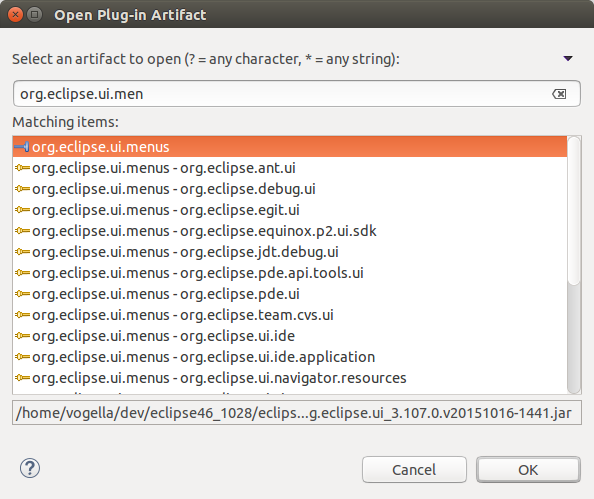 Open Plug-in Artifact
Select an artifact to open (? = any character, * = any string):
org.eclipse.ui.men
Matching items:
org.eclipse.ui.menus
org.eclipse.ui.menus - org.eclipse.ant.ui
org.eclipse.ui.menus - org.eclipse.debug.ui
org.eclipse.ui.menus - org.eclipse.egit.ui
org.eclipse.ui.menus - org.eclipse.equinox.p2.ui.sdk
org.eclipse.ui.menus - org.eclipse.jdt.debug.ui
org.eclipse.ui.menus - org.eclipse.pde.api.tools.ui
org.eclipse.ui.menus - org.eclipse.pde.ui
org.eclipse.ui.menus - org.eclipse.team.cvs.ui
org.eclipse.ui.menus - org.eclipse.ui.ide
org.eclipse.ui.menus - org.eclipse.ui.ide.application
org.eclipse.ui.menus - org.eclipse.ui.navigator.resources
/home/vogella/dev/eclipse46_1028/eclips...g.eclipse.ui_3.107.0.v20151016-1441.jar
?
Cancel
OK